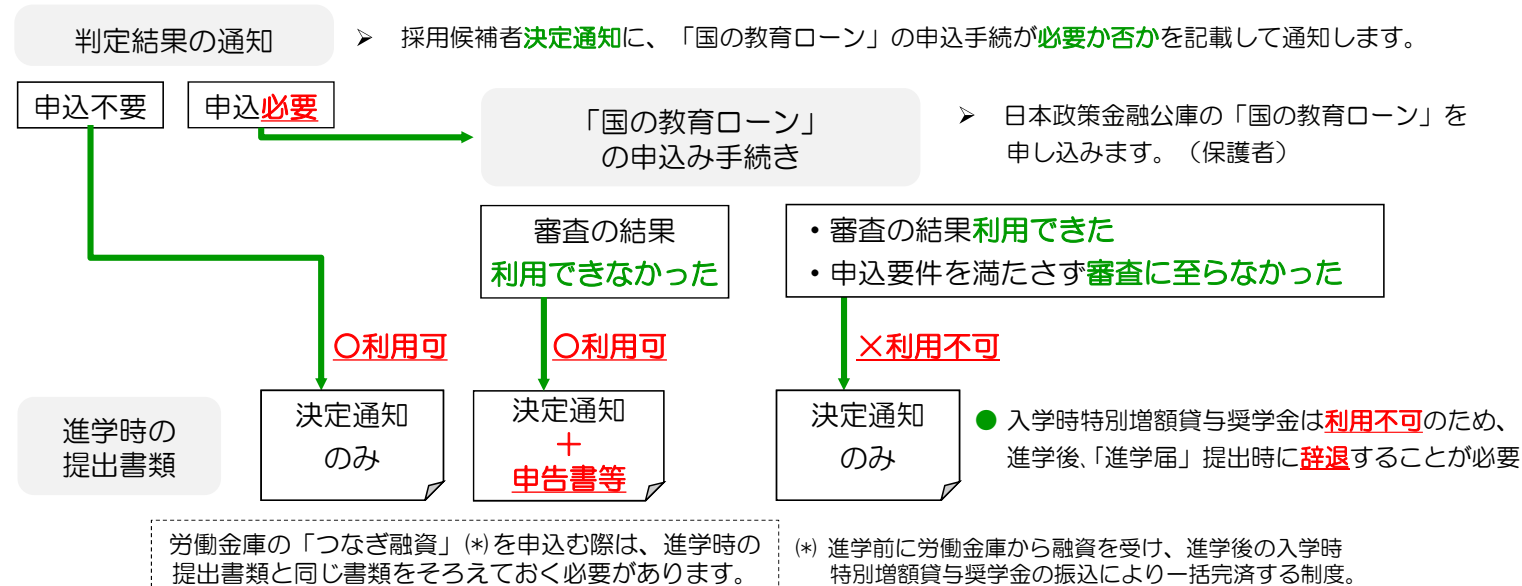 判定結果の通知
➢ 採用候補者決定通知に、「国の教育ローン」の申込手続が必要か否かを記載して通知します。
申込不要
申込必要
「国の教育ローン」
の申込み手続き
➢ 日本政策金融公庫の「国の教育ローン」を
申し込みます。（保護者）
審査の結果
利用できなかった
・審査の結果利用できた
・申込要件を満たさず審査に至らなかった
〇利用可
〇利用可
×利用不可
進学時の
提出書類
決定通知
のみ
決定通知
＋
申告書等
決定通知
のみ
● 入学時特別増額貸与奨学金は利用不可のため、
進学後、「進学届」提出時に辞退することが必要
労働金庫の「つなぎ融資」(*)を申込む際は、進学時の
提出書類と同じ書類をそろえておく必要があります。
(*) 進学前に労働金庫から融資を受け、進学後の入学時
特別増額貸与奨学金の振込により一括完済する制度。